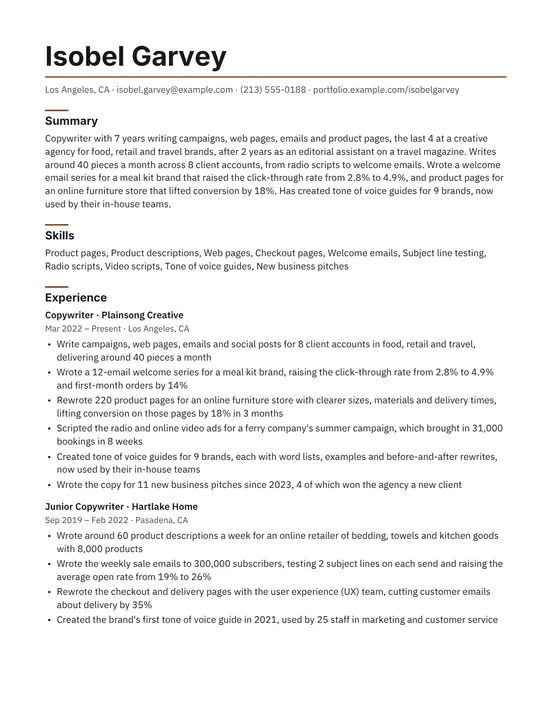 Isobel Garvey
Los Angeles, CA · isobel.garvey@example.com · (213) 555-0188 · portfolio.example.com/isobelgarvey
Summary
Copywriter with 7 years writing campaigns, web pages, emails and product pages, the last 4 at a creative
agency for food, retail and travel brands, after 2 years as an editorial assistant on a travel magazine. Writes
around 40 pieces a month across 8 client accounts, from radio scripts to welcome emails. Wrote a welcome
email series for a meal kit brand that raised the click-through rate from 2.8% to 4.9%, and product pages for
an online furniture store that lifted conversion by 18%. Has created tone of voice guides for 9 brands, now
used by their in-house teams.
Skills
Product pages, Product descriptions, Web pages, Checkout pages, Welcome emails, Subject line testing,
Radio scripts, Video scripts, Tone of voice guides, New business pitches
Experience
Copywriter · Plainsong Creative
Mar 2022 – Present · Los Angeles, CA
• Write campaigns, web pages, emails and social posts for 8 client accounts in food, retail and travel,
delivering around 40 pieces a month
• Wrote a 12-email welcome series for a meal kit brand, raising the click-through rate from 2.8% to 4.9%
and first-month orders by 14%
• Rewrote 220 product pages for an online furniture store with clearer sizes, materials and delivery times,
lifting conversion on those pages by 18% in 3 months
• Scripted the radio and online video ads for a ferry company's summer campaign, which brought in 31,000
bookings in 8 weeks
• Created tone of voice guides for 9 brands, each with word lists, examples and before-and-after rewrites,
now used by their in-house teams
• Wrote the copy for 11 new business pitches since 2023, 4 of which won the agency a new client
Junior Copywriter · Hartlake Home
Sep 2019 – Feb 2022 · Pasadena, CA
• Wrote around 60 product descriptions a week for an online retailer of bedding, towels and kitchen goods
with 8,000 products
• Wrote the weekly sale emails to 300,000 subscribers, testing 2 subject lines on each send and raising the
average open rate from 19% to 26%
• Rewrote the checkout and delivery pages with the user experience (UX) team, cutting customer emails
about delivery by 35%
• Created the brand's first tone of voice guide in 2021, used by 25 staff in marketing and customer service